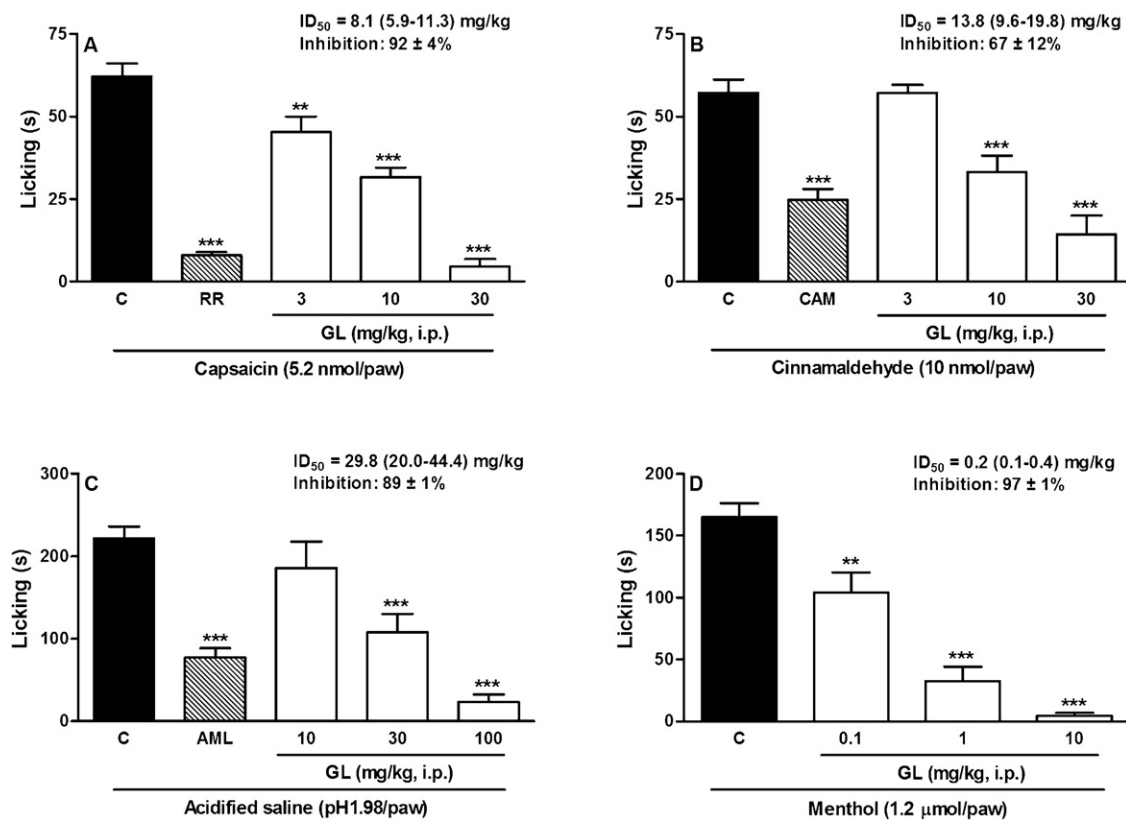 A
ID50 = 8.1 (5.9-11.3) mg/kg
Inhibition: 92 ± 4%
Licking (s)
75
50
25
0
***
**
***
***
C RR 3 10 30
GL (mg/kg, i.p.)
Capsaicin (5.2 nmol/paw)
B
ID50 = 13.8 (9.6-19.8) mg/kg
Inhibition: 67 ± 12%
Licking (s)
75
50
25
0
***
***
***
C CAM 3 10 30
GL (mg/kg, i.p.)
Cinnamaldehyde (10 nmol/paw)
C
ID50 = 29.8 (20.0-44.4) mg/kg
Inhibition: 89 ± 1%
Licking (s)
300
200
100
0
***
***
***
C AML 10 30 100
GL (mg/kg, i.p.)
Acidified saline (pH1.98/paw)
D
ID50 = 0.2 (0.1-0.4) mg/kg
Inhibition: 97 ± 1%
Licking (s)
200
150
100
50
0
**
***
***
C 0.1 1 10
GL (mg/kg, i.p.)
Menthol (1.2 μmol/paw)